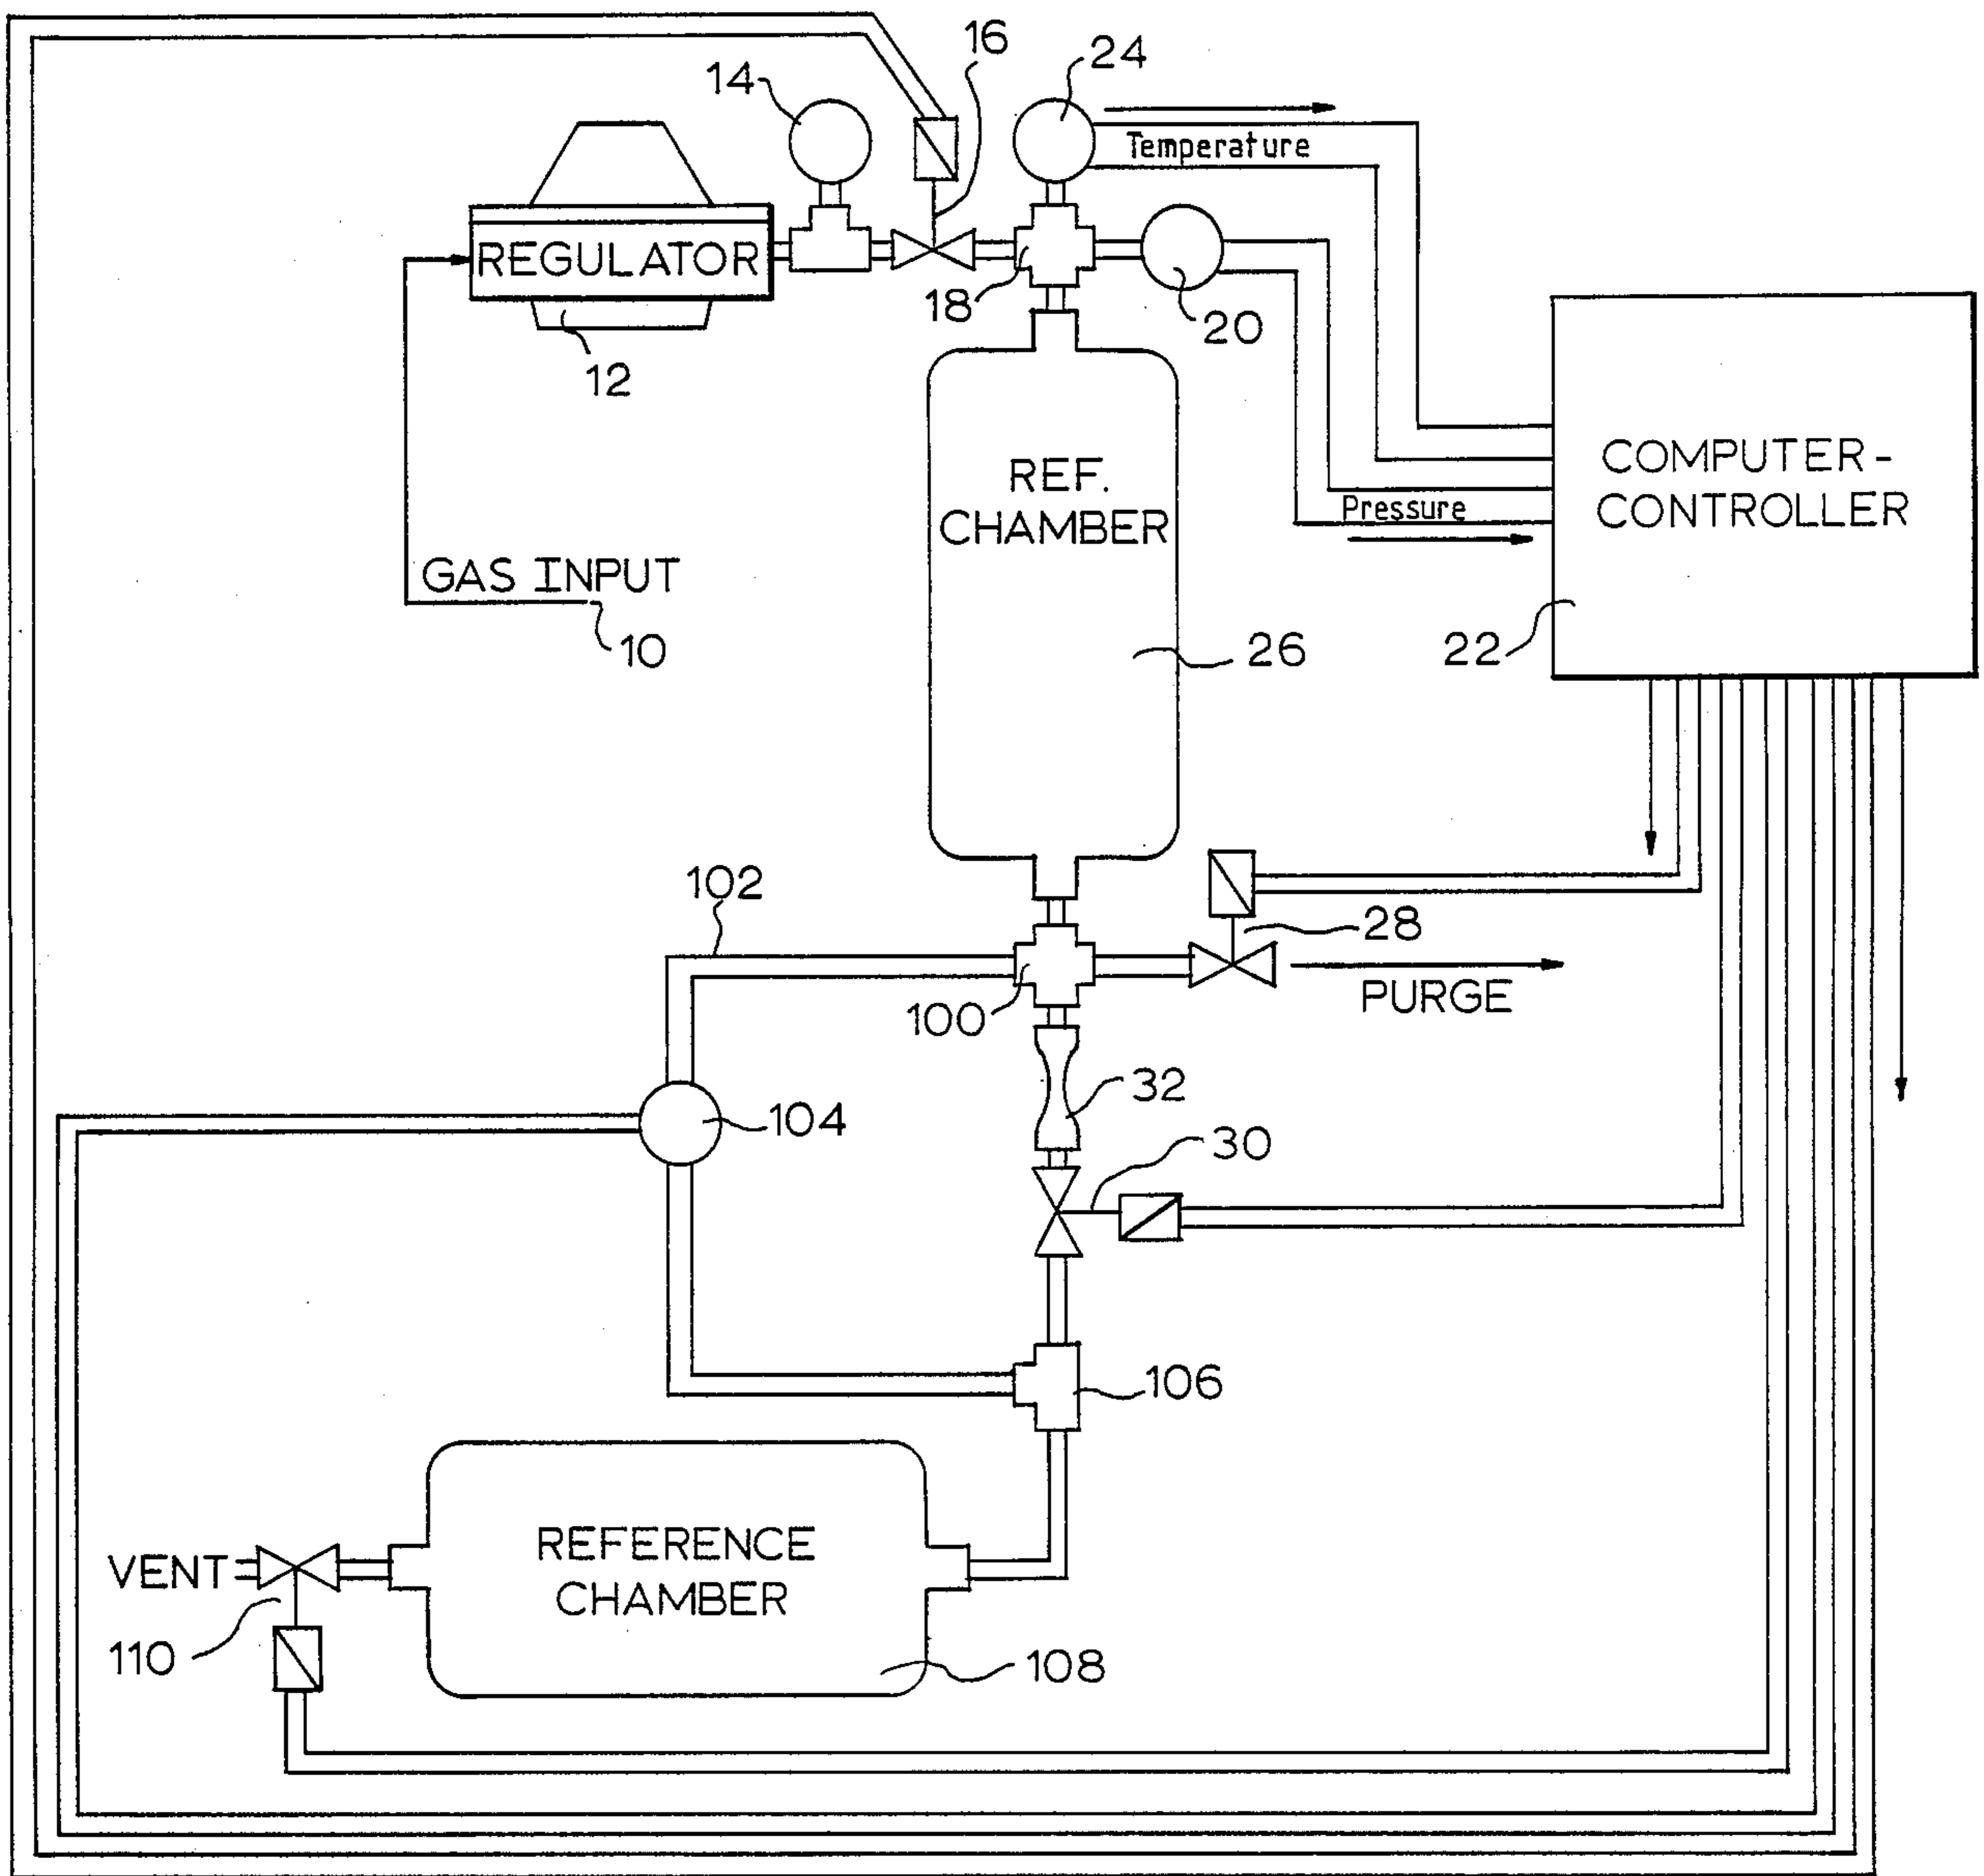 16
24
14
Temperature
REGULATOR
18
20
12
COMPUTER-
CONTROLLER
REF.
CHAMBER
Pressure
GAS INPUT
10
26
22
102
28
PURGE
100
32
104
30
106
REFERENCE
CHAMBER
VENT
110
108